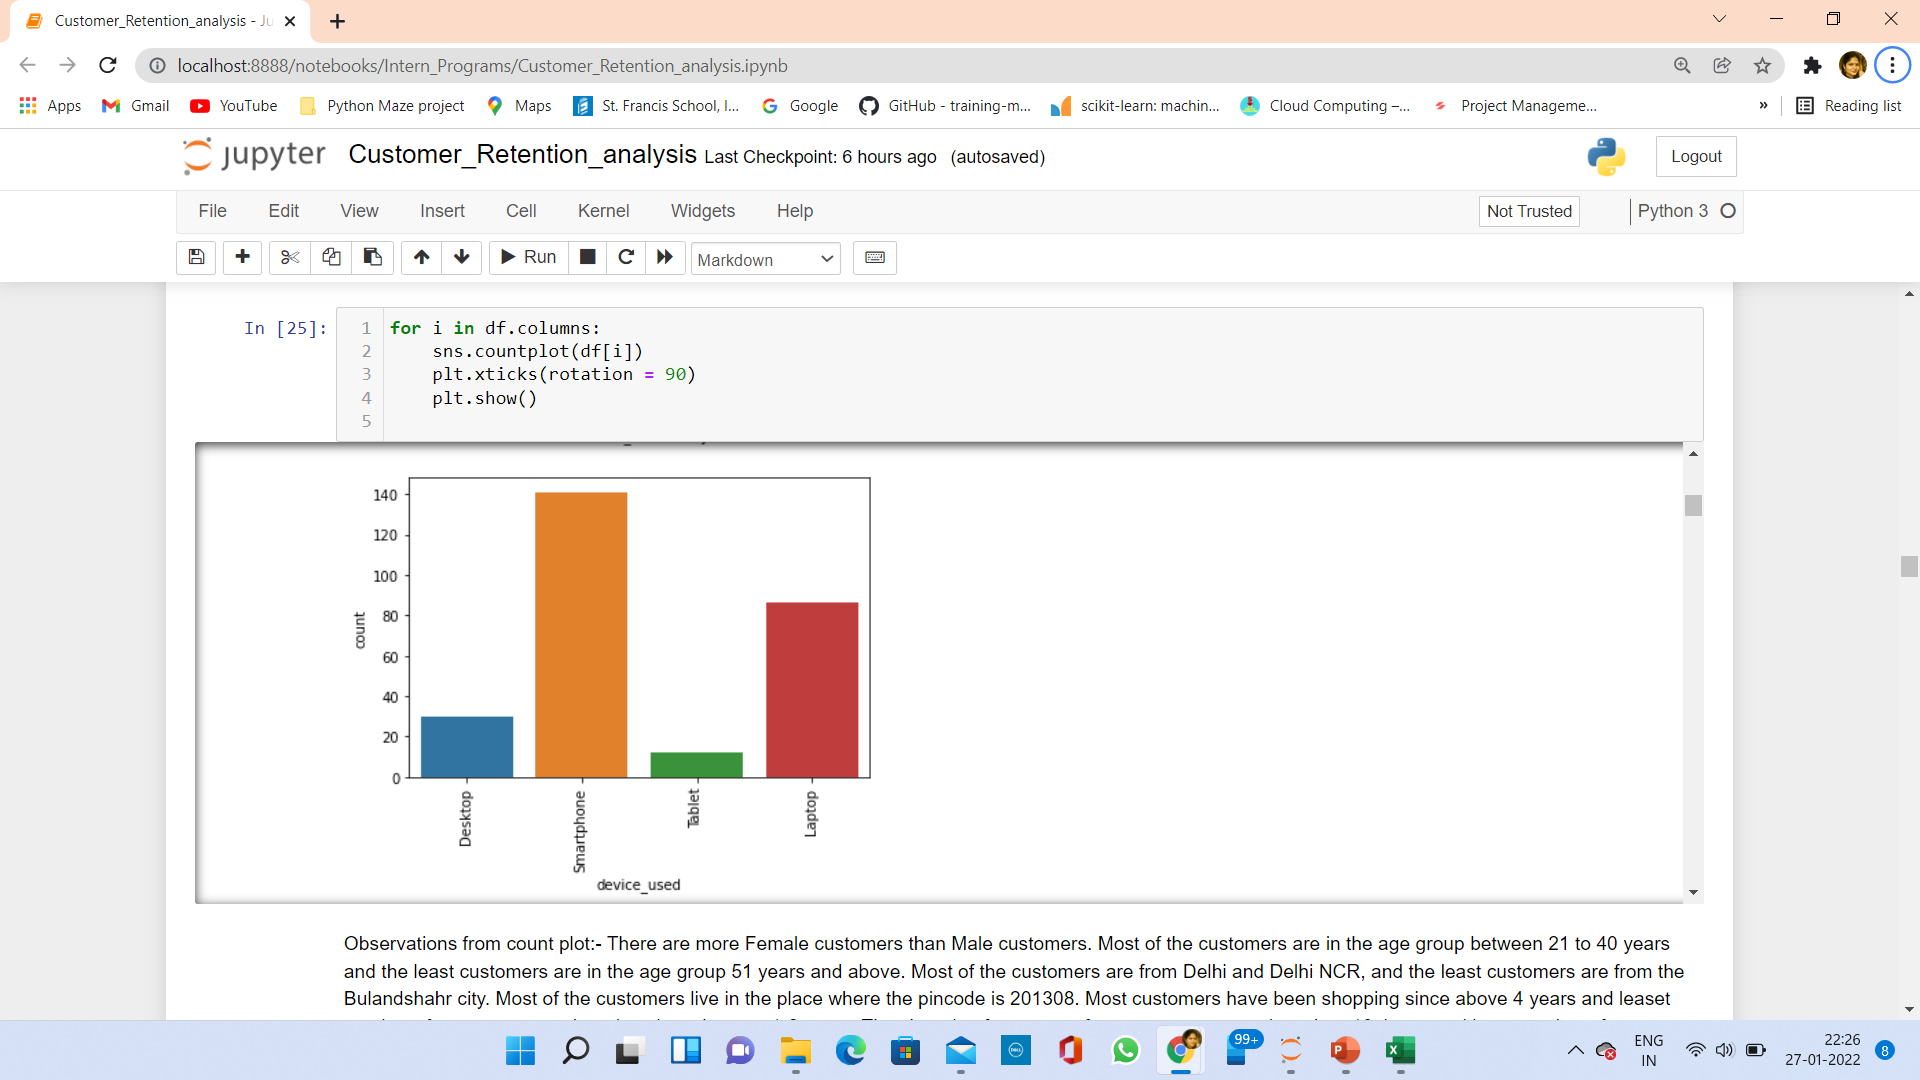 Customer_Retention_analysis - Ju
localhost:8888/notebooks/Intern_Programs/Customer_Retention_analysis.ipynb
Apps Gmail YouTube Python Maze project Maps St. Francis School, I... Google GitHub - training-m... scikit-learn: machin... Cloud Computing –... Project Manageme... » Reading list
jupyter Customer_Retention_analysis Last Checkpoint: 6 hours ago (autosaved) Logout
File Edit View Insert Cell Kernel Widgets Help Not Trusted Python 3
Run Markdown
In [25]: 1 for i in df.columns:
2 sns.countplot(df[i])
3 plt.xticks(rotation = 90)
4 plt.show()
5
140
120
100
80
60
40
20
0
count
Desktop Smartphone Tablet Laptop
device_used
Observations from count plot:- There are more Female customers than Male customers. Most of the customers are in the age group between 21 to 40 years
and the least customers are in the age group 51 years and above. Most of the customers are from Delhi and Delhi NCR, and the least customers are from the
Bulandshahr city. Most of the customers live in the place where the pincode is 201308. Most customers have been shopping since above 4 years and leaset
99+
ENG
IN
22:26
27-01-2022
8